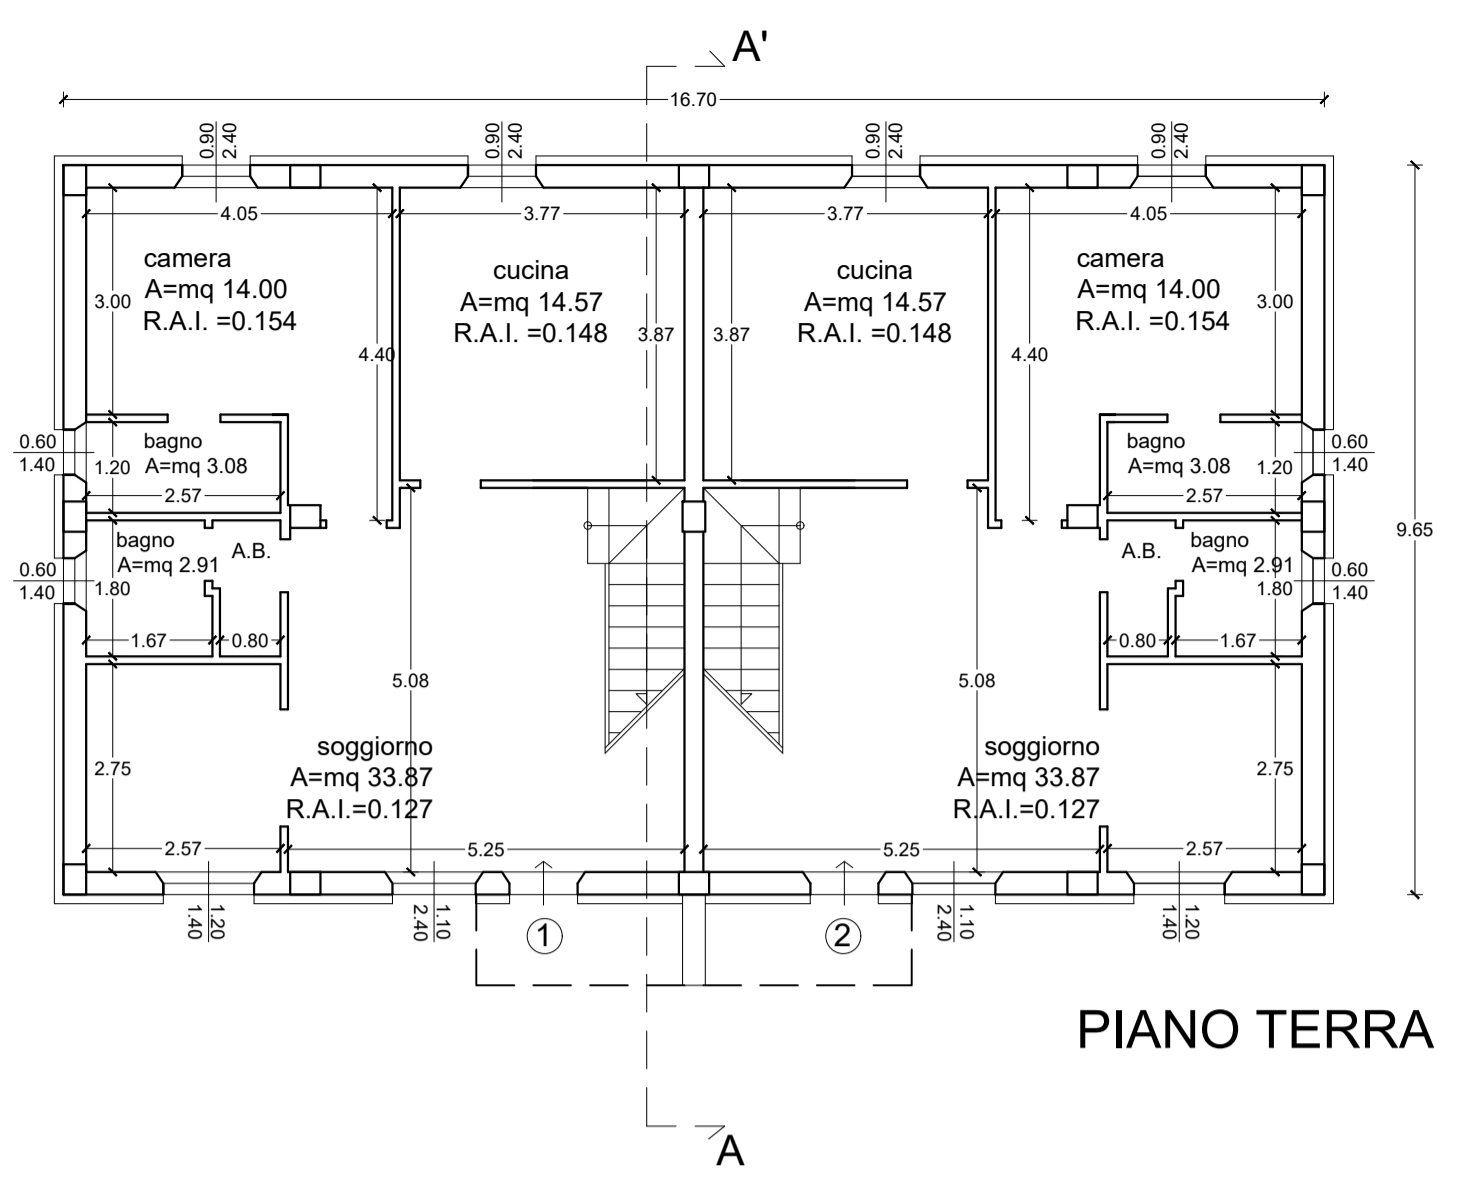 A'
16.70
0.90
2.40
0.90
2.40
0.90
2.40
0.90
2.40
4.05
3.77
3.77
4.05
camera
A=mq 14.00
R.A.I. =0.154
cucina
A=mq 14.57
R.A.I. =0.148
cucina
A=mq 14.57
R.A.I. =0.148
camera
A=mq 14.00
R.A.I. =0.154
3.00
4.40
3.87
3.87
4.40
3.00
0.60
1.40
bagno
A=mq 3.08
1.20
2.57
bagno
A=mq 3.08
1.20
2.57
0.60
1.40
9.65
bagno
A=mq 2.91
A.B.
0.60
1.40
1.80
1.67
0.80
A.B.
bagno
A=mq 2.91
1.80
0.60
1.40
0.80
1.67
5.08
5.08
soggiorno
A=mq 33.87
R.A.I.=0.127
soggiorno
A=mq 33.87
R.A.I.=0.127
2.75
2.75
2.57
5.25
5.25
2.57
1.20
1.40
1.10
2.40
1
2
1.10
2.40
1.20
1.40
PIANO TERRA
A